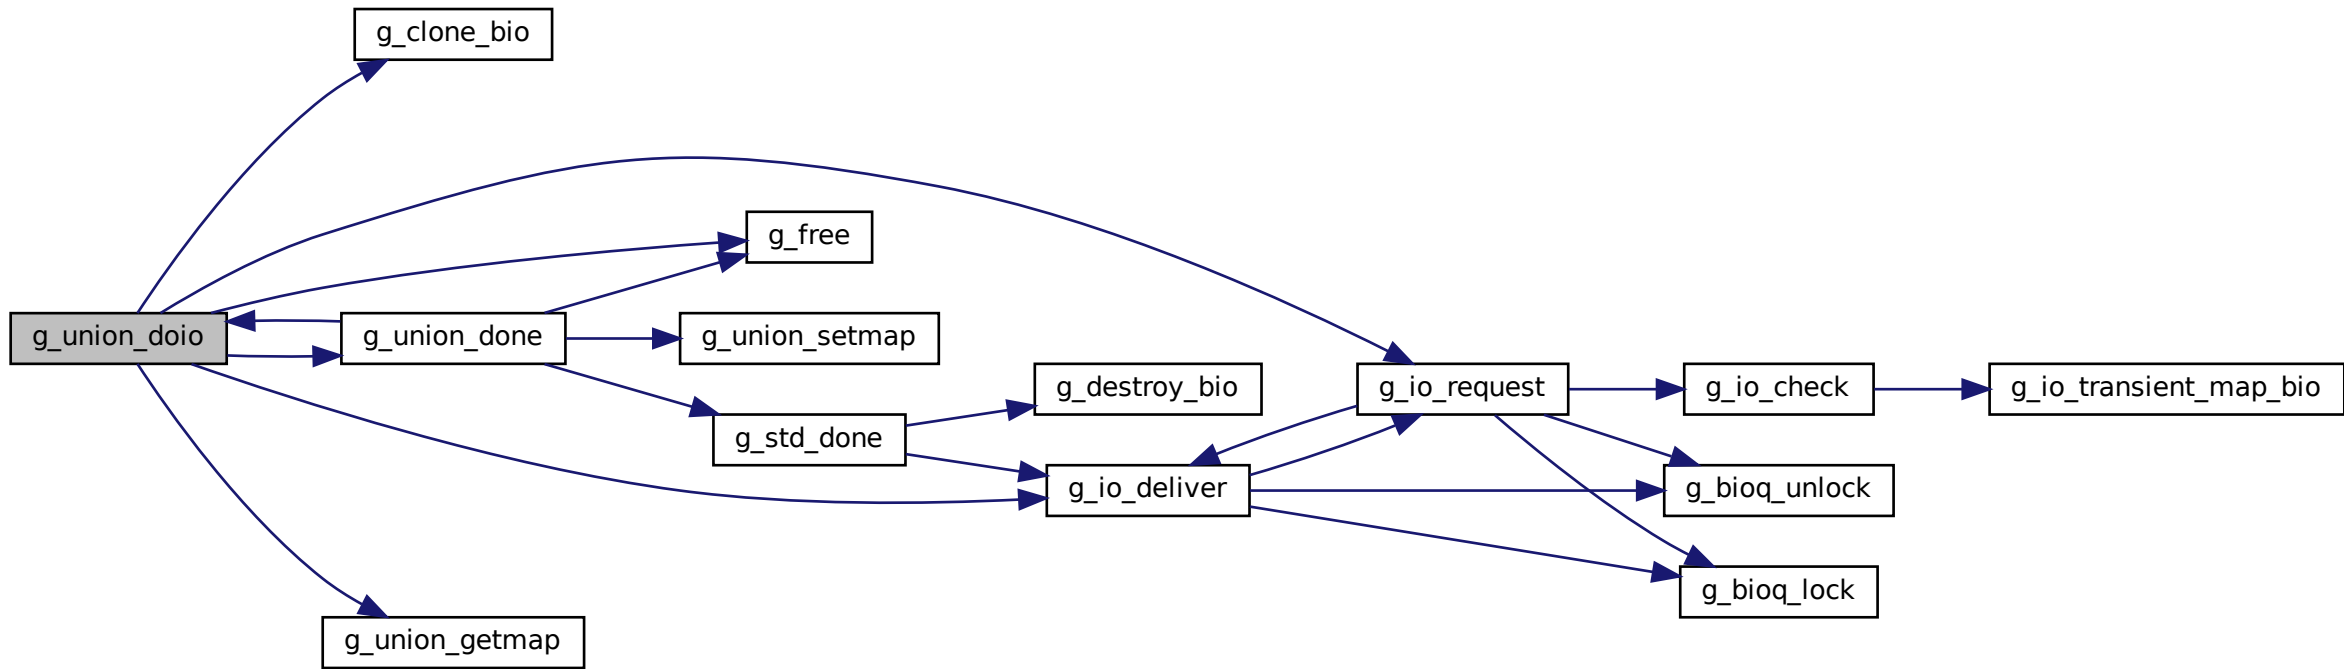 g_clone_bio
g_free
g_union_doio
g_union_done
g_union_setmap
g_destroy_bio
g_io_request
g_io_check
g_io_transient_map_bio
g_std_done
g_io_deliver
g_bioq_unlock
g_bioq_lock
g_union_getmap